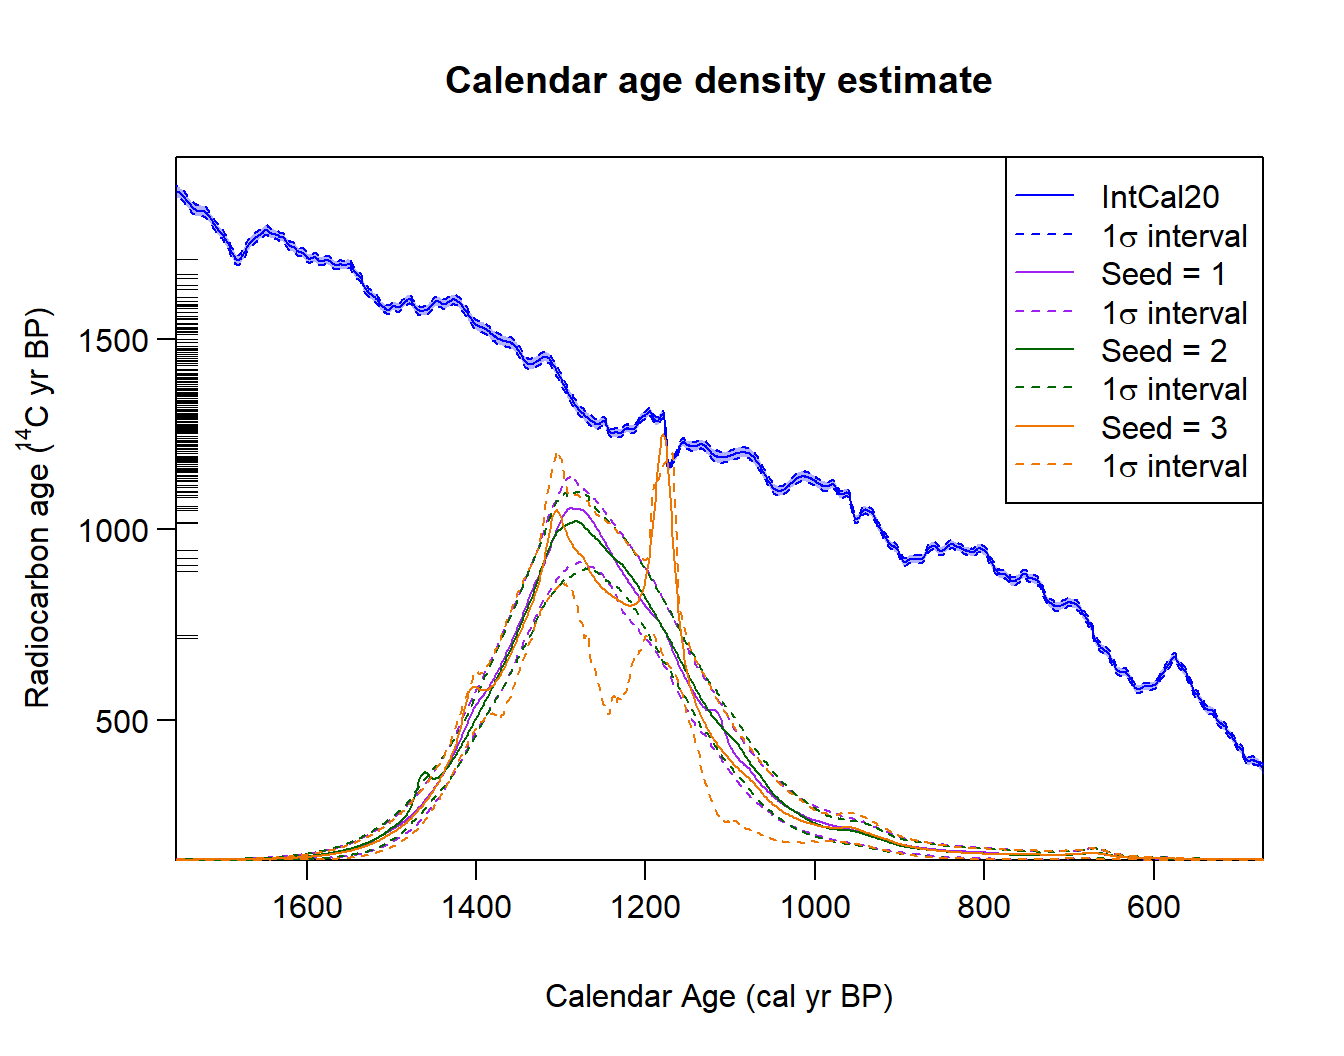 Calendar age density estimate
IntCal20
1σ interval
Seed = 1
1σ interval
Seed = 2
1σ interval
Seed = 3
1σ interval
Radiocarbon age (¹⁴C yr BP)
1500
1000
500
1600 1400 1200 1000 800 600
Calendar Age (cal yr BP)